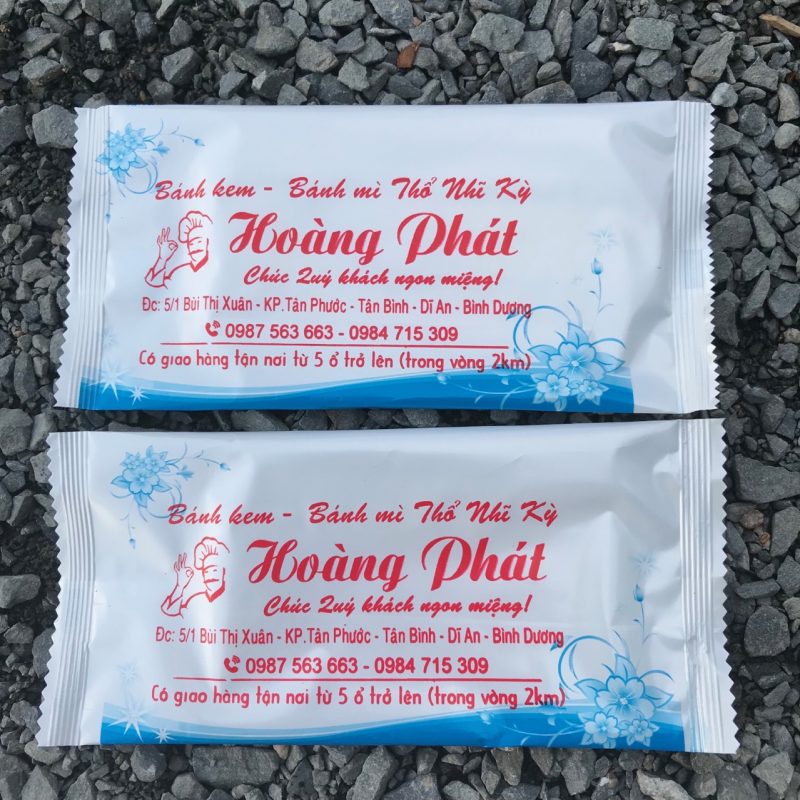 Bánh kem - Bánh mì Thổ Nhĩ Kỳ
Hoàng Phát
Chúc Quý khách ngon miệng!
Đc: 5/1 Bùi Thị Xuân - KP.Tân Phước - Tân Bình - Dĩ An - Bình Dương
0987 563 663 - 0984 715 309
Có giao hàng tận nơi từ 5 ổ trở lên (trong vòng 2km)
Bánh kem - Bánh mì Thổ Nhĩ Kỳ
Hoàng Phát
Chúc Quý khách ngon miệng!
Đc: 5/1 Bùi Thị Xuân - KP.Tân Phước - Tân Bình - Dĩ An - Bình Dương
0987 563 663 - 0984 715 309
Có giao hàng tận nơi từ 5 ổ trở lên (trong vòng 2km)